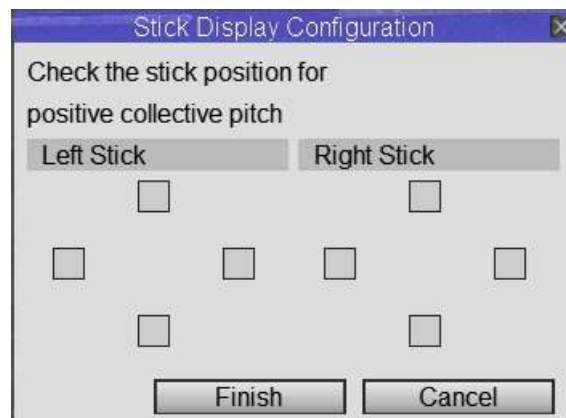 Stick Display Configuration
Check the stick position for
positive collective pitch
Left Stick Right Stick
Finish Cancel